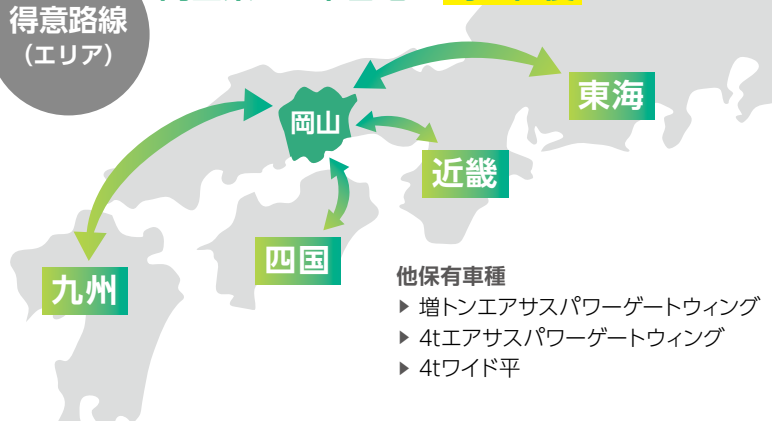 得意路線
(エリア)
東海
岡山
近畿
四国
九州
他保有車種
▶ 増トンエアサスパワーゲートウィング
▶ 4tエアサスパワーゲートウィング
▶ 4tワイド平